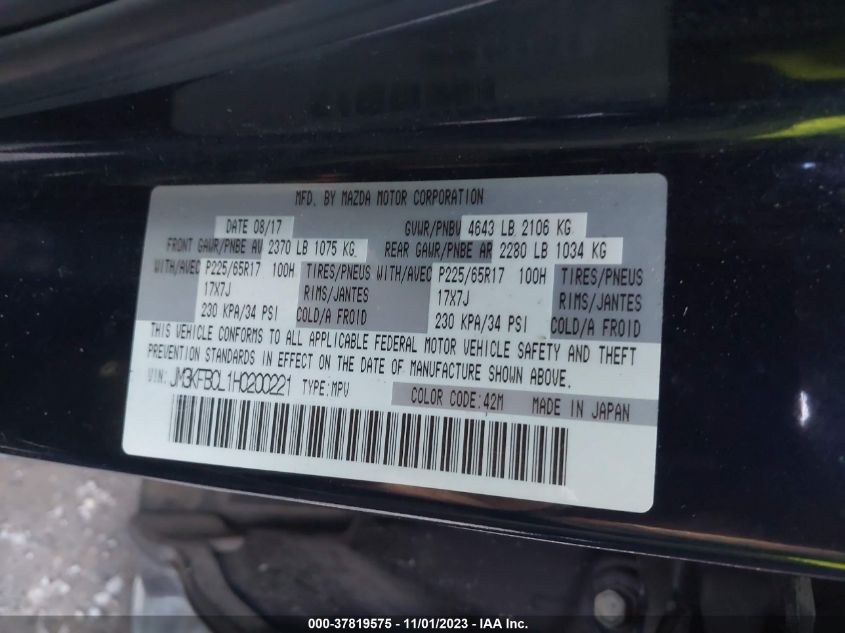 MFD. BY MAZDA MOTOR CORPORATION
DATE 08/17 GVWR/PNBV 4643 LB 2106 KG
FRONT GAWR/PNBE AV 2370 LB 1075 KG REAR GAWR/PNBE AR 2280 LB 1034 KG
WITH/AVEC P225/65R17 100H TIRES/PNEUS WITH/AVEC P225/65R17 100H TIRES/PNEUS
17X7J RIMS/JANTES 17X7J RIMS/JANTES
230 KPA/34 PSI COLD/A FROID 230 KPA/34 PSI COLD/A FROID
THIS VEHICLE CONFORMS TO ALL APPLICABLE FEDERAL MOTOR VEHICLE SAFETY AND THEFT
PREVENTION STANDARDS IN EFFECT ON THE DATE OF MANUFACTURE SHOWN ABOVE.
VIN: JM3KFBCL1H0200221 TYPE:MPV COLOR CODE:42M MADE IN JAPAN
000-37819575 - 11/01/2023 - IAA Inc.